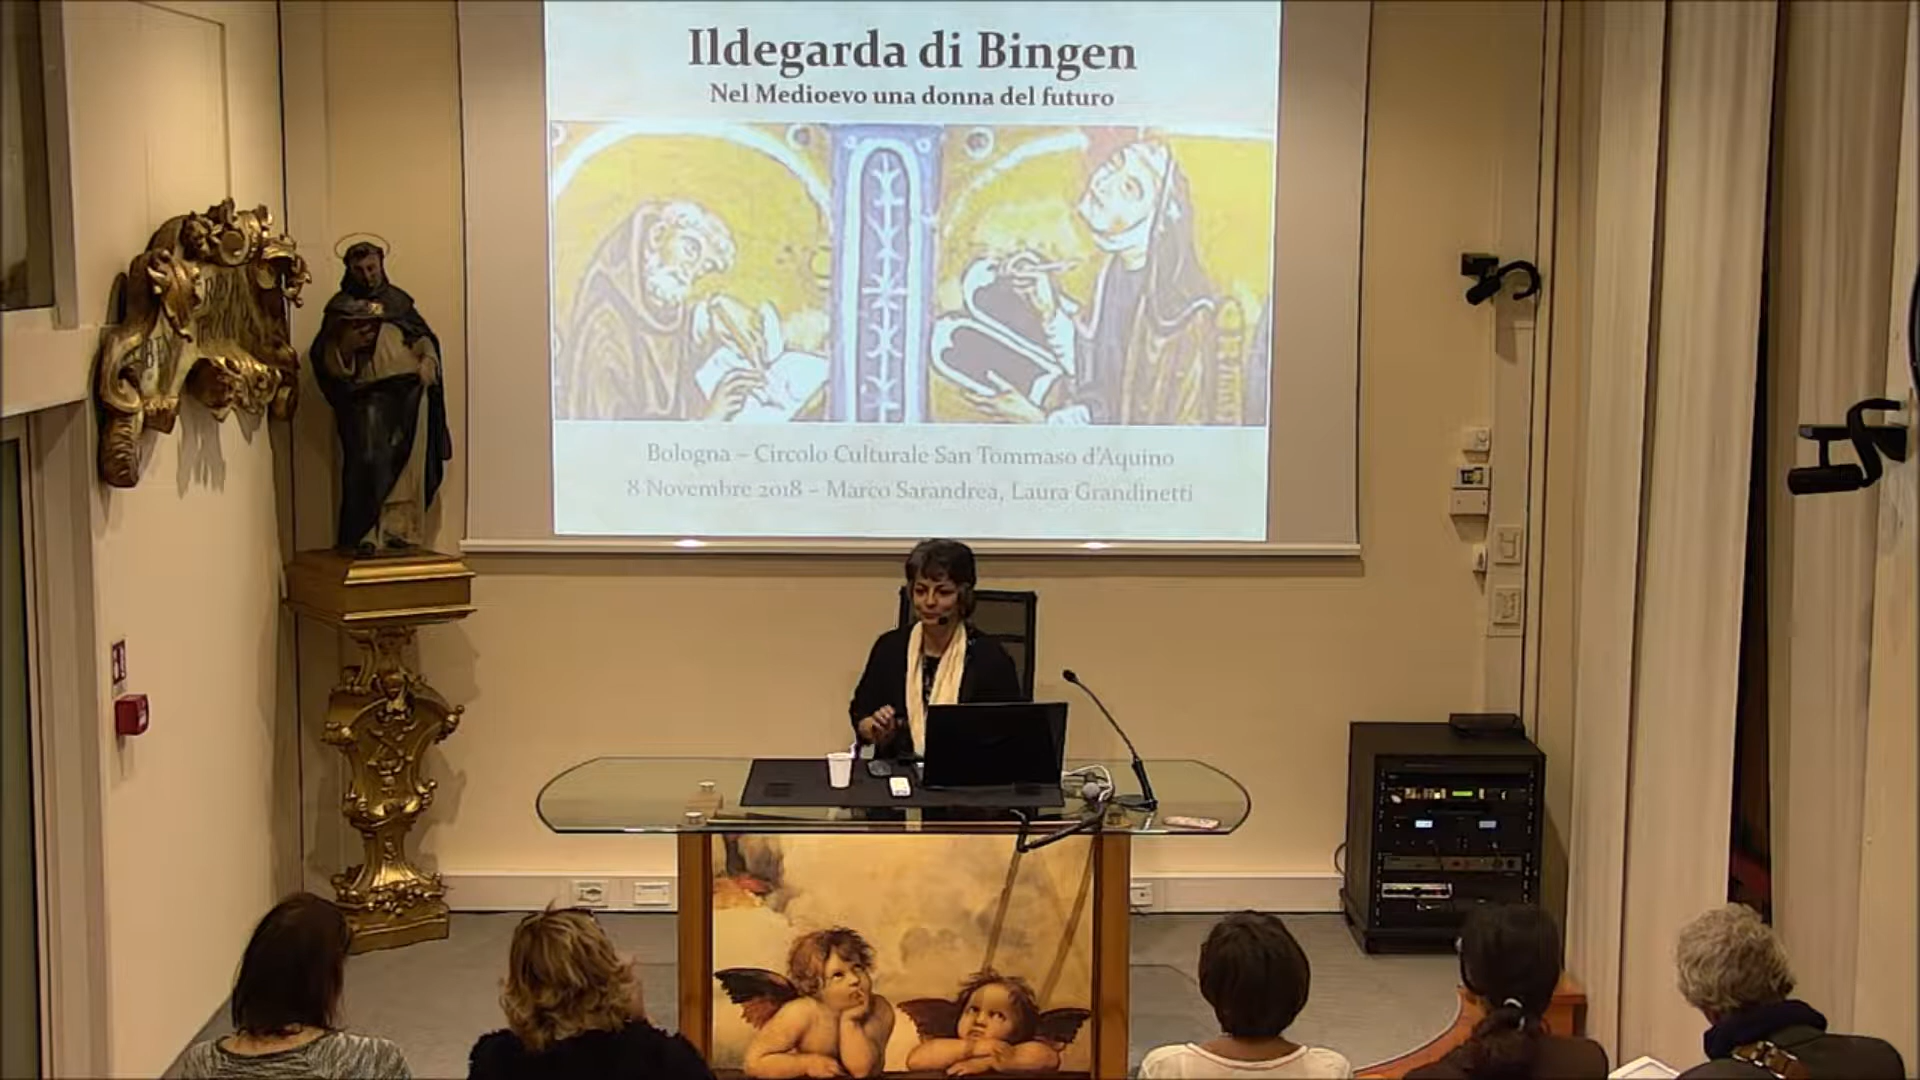 Ildegarda di Bingen
Nel Medioevo una donna del futuro
Bologna – Circolo Culturale San Tommaso d'Aquino
8 Novembre 2018 – Marco Sarandrea, Laura Grandinetti